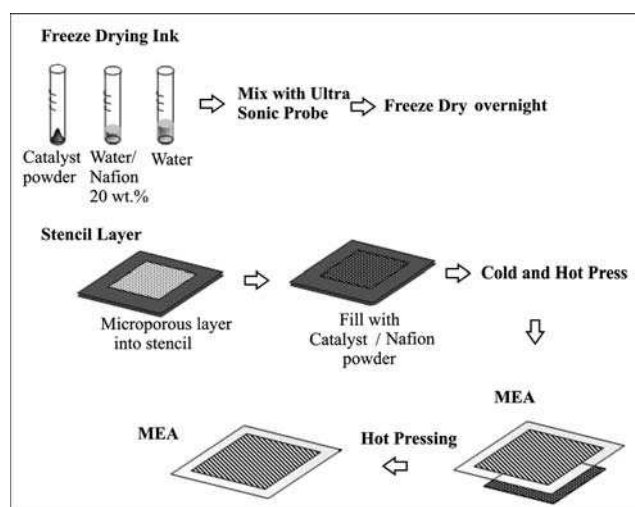 Freeze Drying Ink
Mix with Ultra
Sonic Probe
Freeze Dry overnight
Catalyst
powder
Water/
Nafion
20 wt.%
Water
Stencil Layer
Microporous layer
into stencil
Fill with
Catalyst / Nafion
powder
Cold and Hot Press
MEA
Hot Pressing
MEA